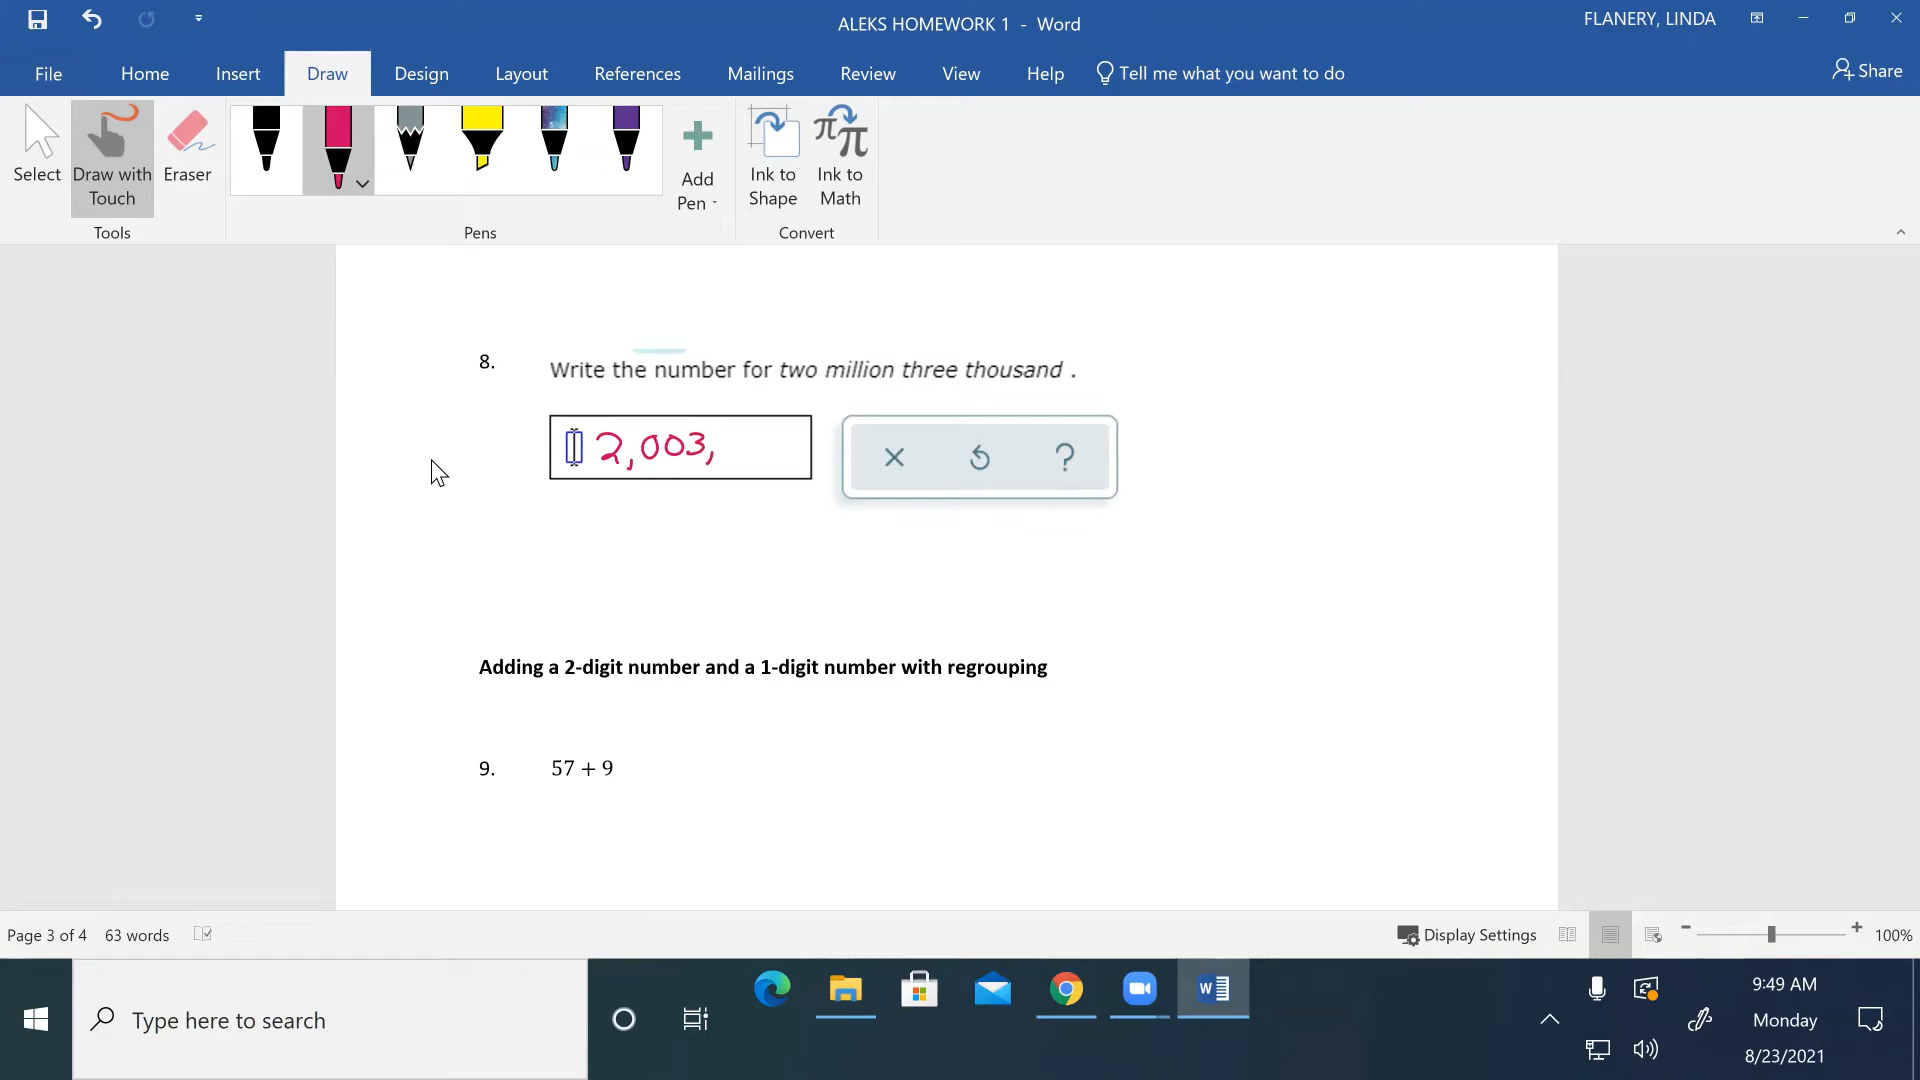 ALEKS HOMEWORK 1 - Word
FLANERY, LINDA
File Home Insert Draw Design Layout References Mailings Review View Help Tell me what you want to do
Share
Select
Draw with Touch
Eraser
Add Pen
Ink to Shape
Ink to Math
Tools
Pens
Convert
8. Write the number for two million three thousand .
2,003,
Adding a 2-digit number and a 1-digit number with regrouping
9. 57 + 9
Page 3 of 4 63 words
Display Settings
100%
Type here to search
9:49 AM
Monday
8/23/2021